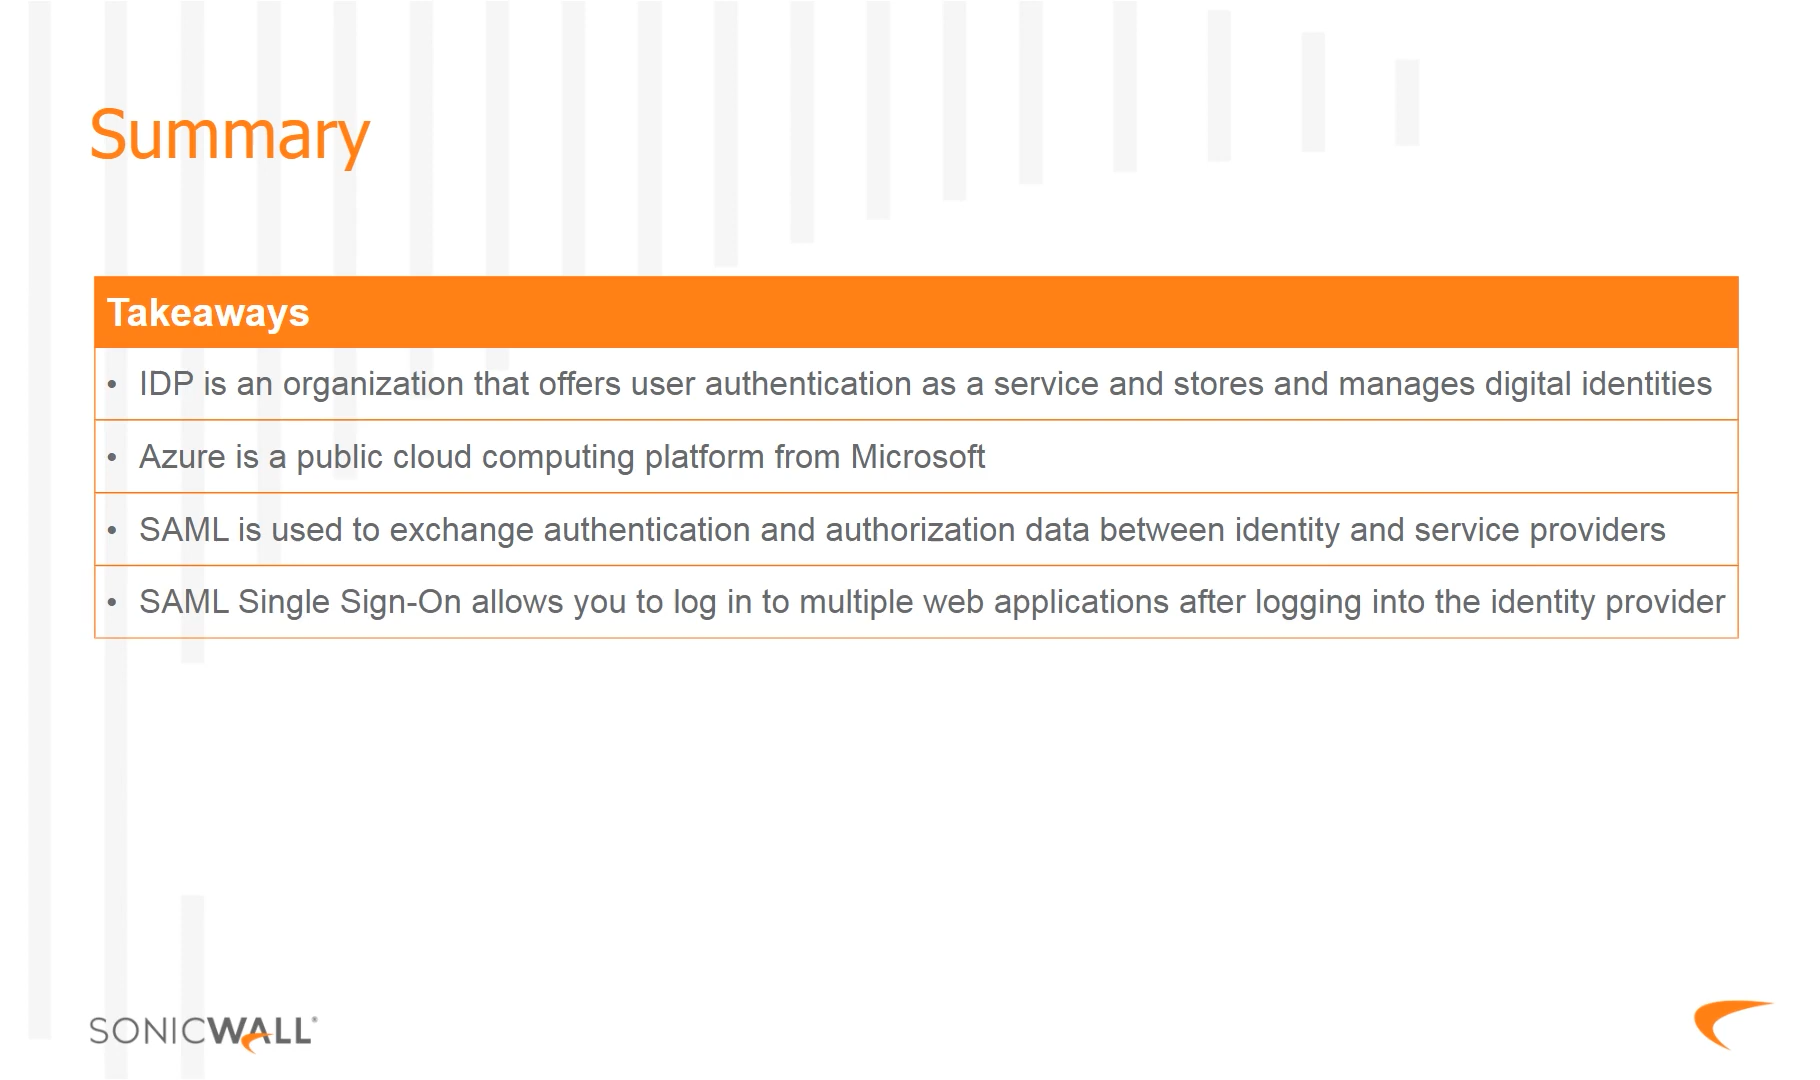 Summary
Takeaways
• IDP is an organization that offers user authentication as a service and stores and manages digital identities
• Azure is a public cloud computing platform from Microsoft
• SAML is used to exchange authentication and authorization data between identity and service providers
• SAML Single Sign-On allows you to log in to multiple web applications after logging into the identity provider
SONICWALL®